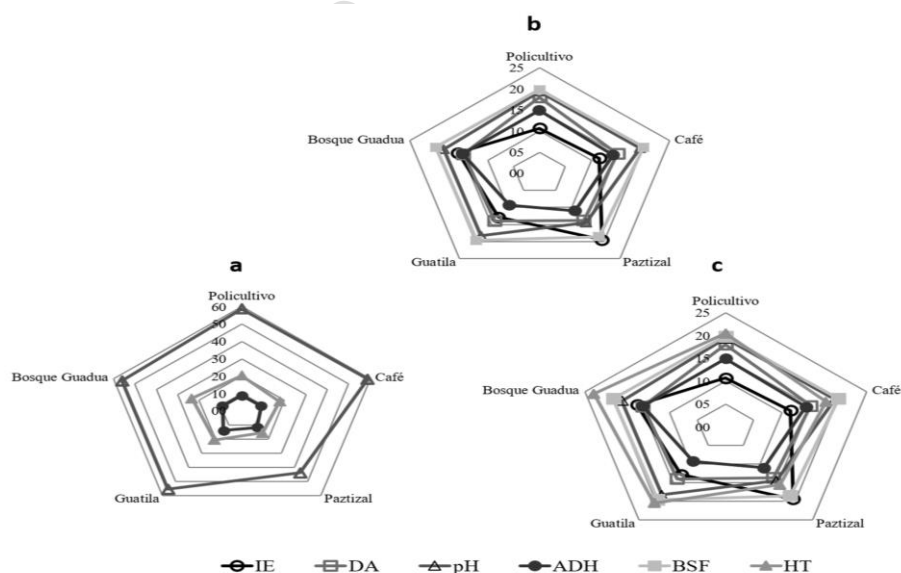 b
Policultivo
25
20
15
10
05
00
Bosque Guadua
Café
Guatila
Paztizal
a
Policultivo
60
50
40
30
20
10
00
Bosque Guadua
Café
Guatila
Paztizal
c
Policultivo
25
20
15
10
05
00
Bosque Guadua
Café
Guatila
Paztizal
IE DA pH ADH BSF HT